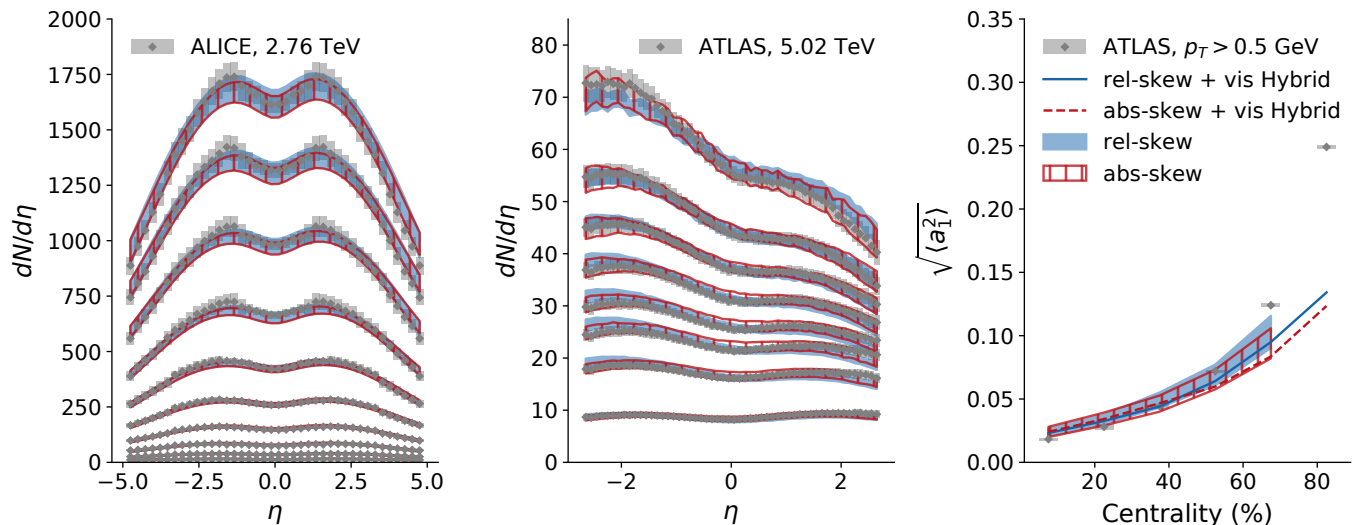 dN/dη
2000
1750
1500
1250
1000
750
500
250
0
−5.0
−2.5
0.0
2.5
5.0
η
ALICE, 2.76 TeV
dN/dη
80
70
60
50
40
30
20
10
0
−2
0
2
η
ATLAS, 5.02 TeV
√⟨a₁²⟩
0.35
0.30
0.25
0.20
0.15
0.10
0.05
0.00
20
40
60
80
Centrality (%)
ATLAS, p_T > 0.5 GeV
rel-skew + vis Hybrid
abs-skew + vis Hybrid
rel-skew
abs-skew